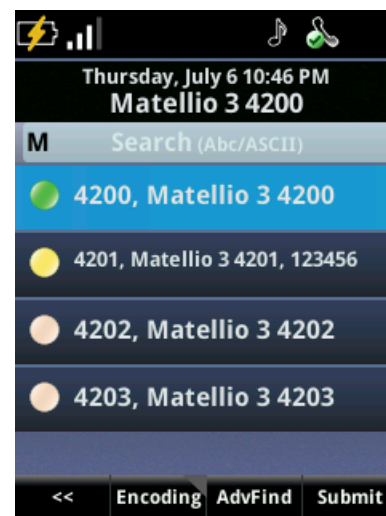 Thursday, July 6 10:46 PM
Matellio 3 4200
M Search (Abc/ASCII)
4200, Matellio 3 4200
4201, Matellio 3 4201, 123456
4202, Matellio 3 4202
4203, Matellio 3 4203
<< Encoding AdvFind Submit